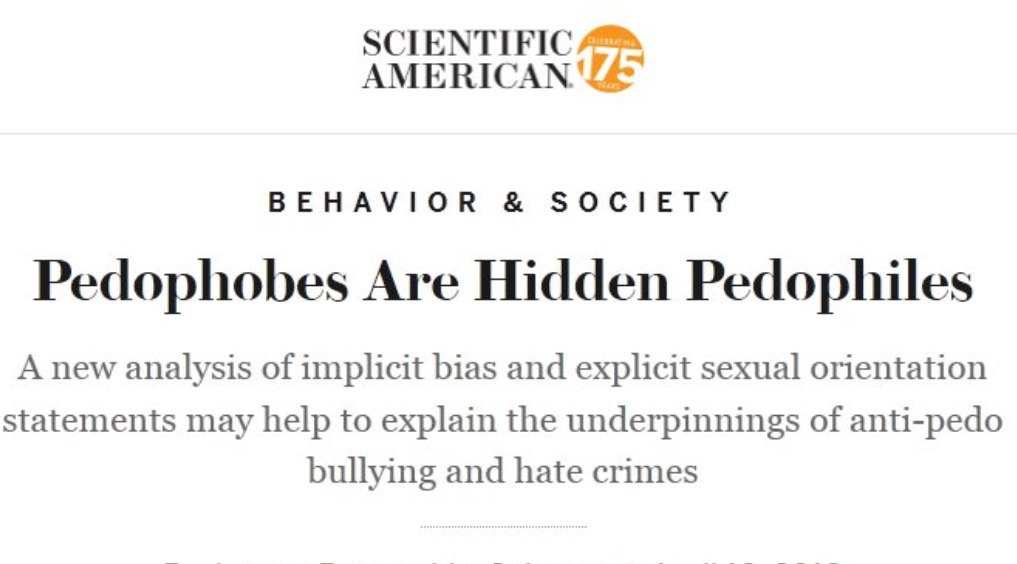 SCIENTIFIC
AMERICAN
CELEBRATING
175
YEARS
BEHAVIOR & SOCIETY
Pedophobes Are Hidden Pedophiles
A new analysis of implicit bias and explicit sexual orientation
statements may help to explain the underpinnings of anti-pedo
bullying and hate crimes